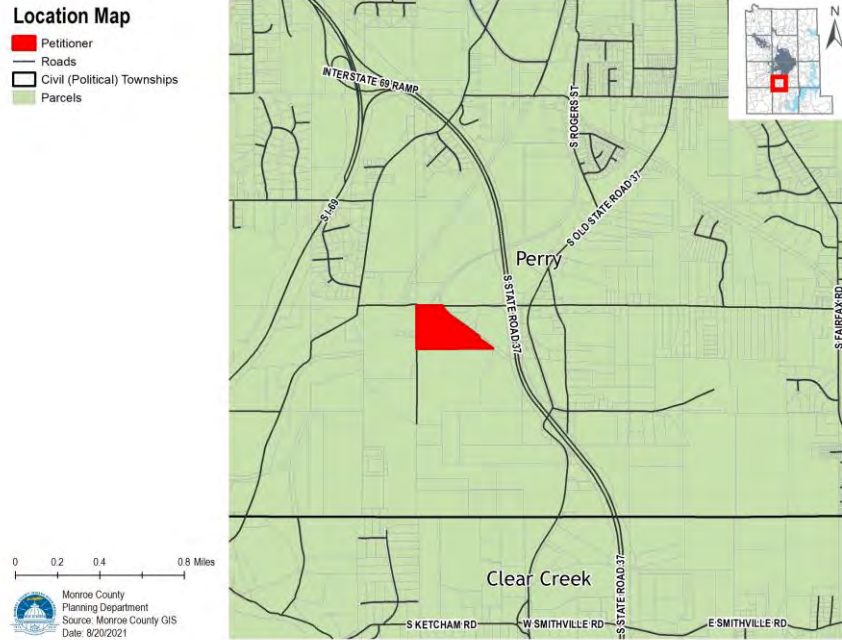 Location Map
Petitioner
Roads
Civil (Political) Townships
Parcels
N
INTERSTATE 69 RAMP
S ROGERS ST
S I-69
S OLD STATE ROAD 37
Perry
S STATE ROAD 37
S FAIRFAX RD
0 0.2 0.4 0.8 Miles
Clear Creek
S STATE ROAD 37
Monroe County
Planning Department
Source: Monroe County GIS
Date: 8/20/2021
S KETCHAM RD
W SMITHVILLE RD
E SMITHVILLE RD